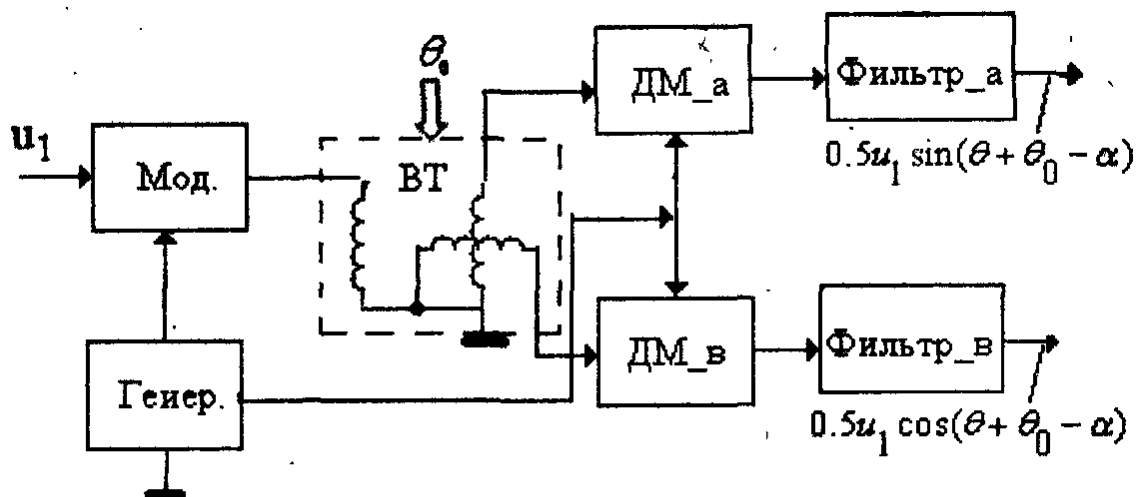 θ₀
ДМ_а
Фильтр_а
u₁
Мод.
ВТ
0.5u₁ sin(θ + θ₀ − α)
Генер.
ДМ_в
Фильтр_в
0.5u₁ cos(θ + θ₀ − α)